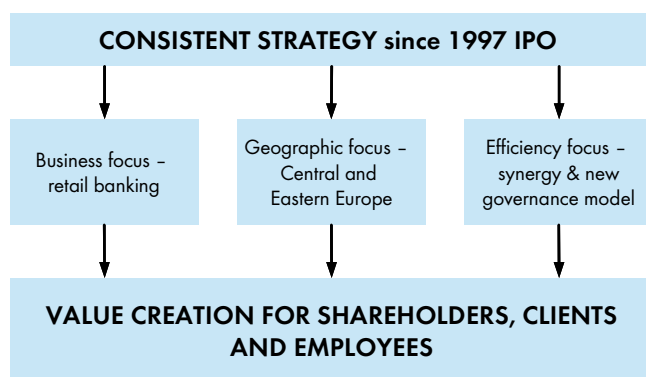 CONSISTENT STRATEGY since 1997 IPO
Business focus –
retail banking
Geographic focus –
Central and
Eastern Europe
Efficiency focus –
synergy & new
governance model
VALUE CREATION FOR SHAREHOLDERS, CLIENTS
AND EMPLOYEES